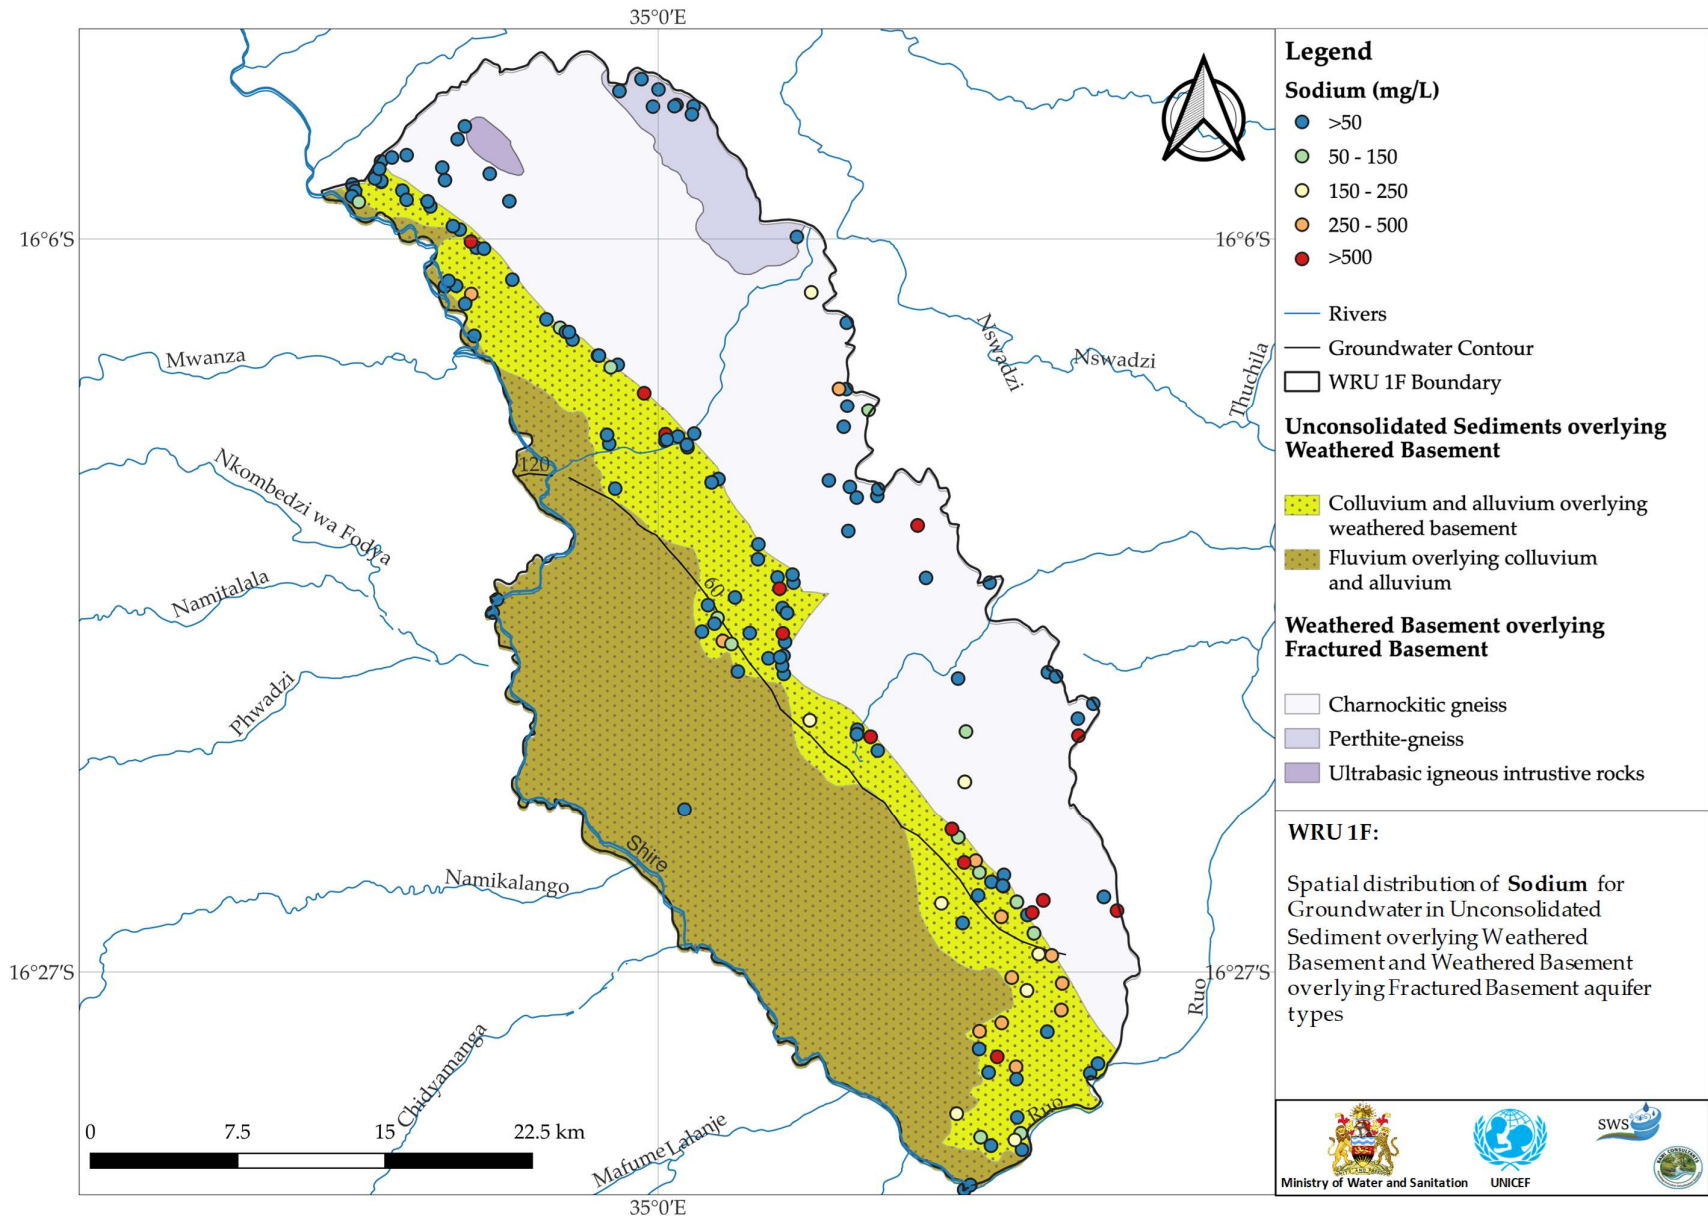 35°0′E
16°6′S
16°6′S
Nswadzi
Nswadzi
Thuchila
Mwanza
Nkombedzi wa Fodya
120
Namitalala
60
Phwadzi
Shire
Namikalango
16°27′S
16°27′S
Ruo
Chidyamanga
Ruo
Mafume Lalanje
0 7.5 15 22.5 km
35°0′E
Legend
Sodium (mg/L)
>50
50 - 150
150 - 250
250 - 500
>500
Rivers
Groundwater Contour
WRU 1F Boundary
Unconsolidated Sediments overlying
Weathered Basement
Colluvium and alluvium overlying
weathered basement
Fluvium overlying colluvium
and alluvium
Weathered Basement overlying
Fractured Basement
Charnockitic gneiss
Perthite-gneiss
Ultrabasic igneous intrustive rocks
WRU 1F:
Spatial distribution of Sodium for
Groundwater in Unconsolidated
Sediment overlying Weathered
Basement and Weathered Basement
overlying Fractured Basement aquifer
types
Ministry of Water and Sanitation
UNICEF
SWS